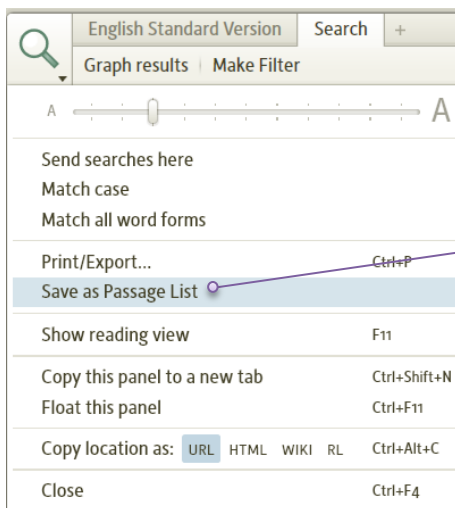 English Standard Version Search +
Graph results Make Filter
A A
Send searches here
Match case
Match all word forms
Print/Export... Ctrl+P
Save as Passage List
Show reading view F11
Copy this panel to a new tab Ctrl+Shift+N
Float this panel Ctrl+F11
Copy location as: URL HTML WIKI RL Ctrl+Alt+C
Close Ctrl+F4